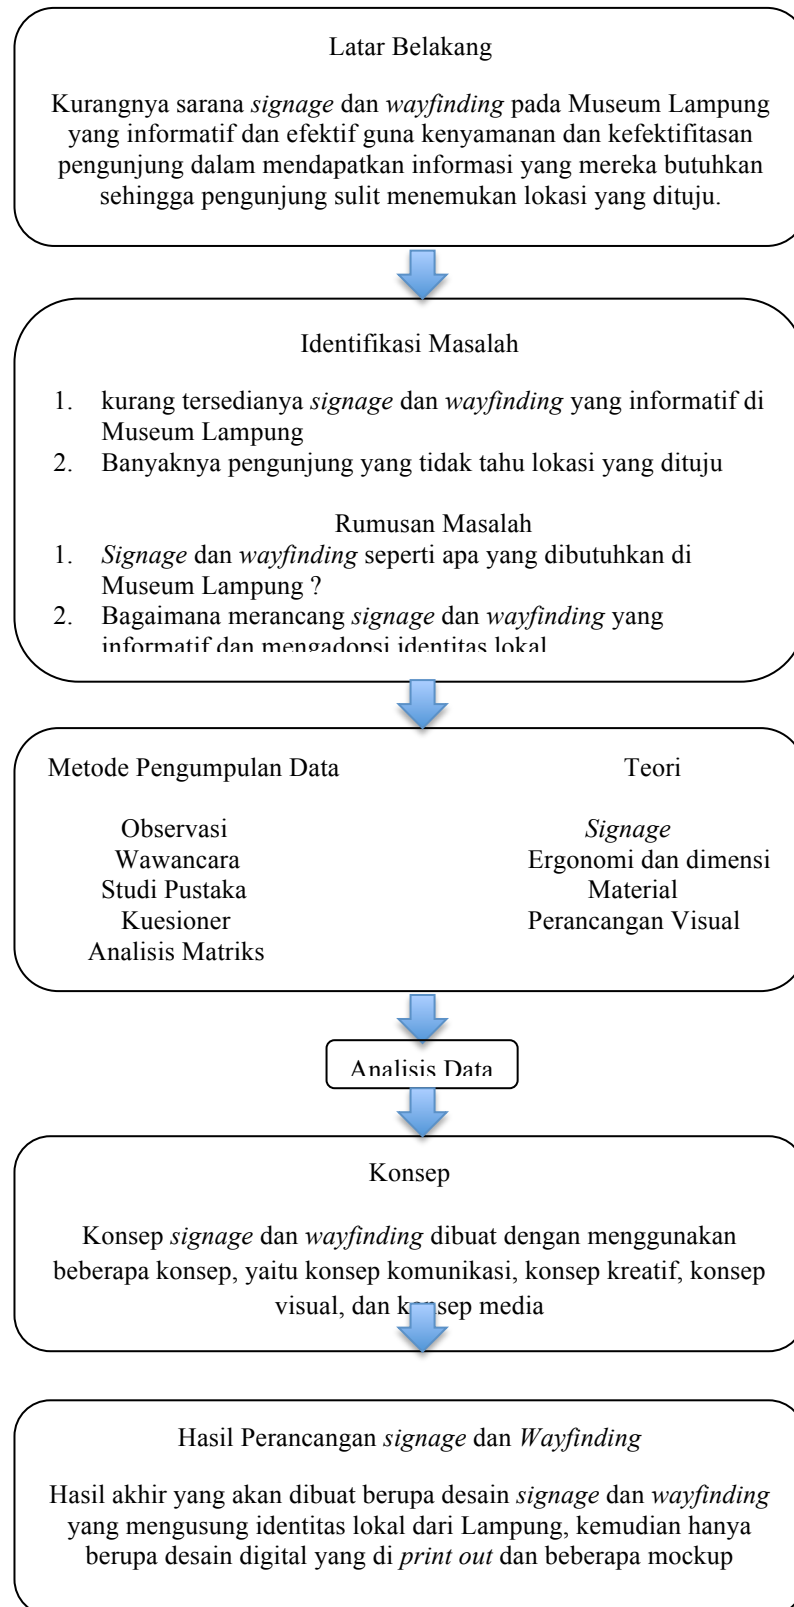 Latar Belakang
Kurangnya sarana signage dan wayfinding pada Museum Lampung
yang informatif dan efektif guna kenyamanan dan kefektifitasan
pengunjung dalam mendapatkan informasi yang mereka butuhkan
sehingga pengunjung sulit menemukan lokasi yang dituju.
Identifikasi Masalah
1. kurang tersedianya signage dan wayfinding yang informatif di
Museum Lampung
2. Banyaknya pengunjung yang tidak tahu lokasi yang dituju
Rumusan Masalah
1. Signage dan wayfinding seperti apa yang dibutuhkan di
Museum Lampung ?
2. Bagaimana merancang signage dan wayfinding yang
informatif dan mengadopsi identitas lokal
Metode Pengumpulan Data
Observasi
Wawancara
Studi Pustaka
Kuesioner
Analisis Matriks
Teori
Signage
Ergonomi dan dimensi
Material
Perancangan Visual
Analisis Data
Konsep
Konsep signage dan wayfinding dibuat dengan menggunakan
beberapa konsep, yaitu konsep komunikasi, konsep kreatif, konsep
visual, dan konsep media
Hasil Perancangan signage dan Wayfinding
Hasil akhir yang akan dibuat berupa desain signage dan wayfinding
yang mengusung identitas lokal dari Lampung, kemudian hanya
berupa desain digital yang di print out dan beberapa mockup